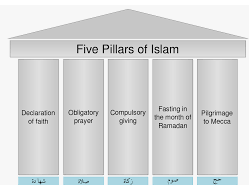 Five Pillars of Islam
Declaration
of faith
Obligatory
prayer
Compulsory
giving
Fasting in
the month of
Ramadan
Pilgrimage
to Mecca
شهادة
صلاة
زكاة
صوم
حج